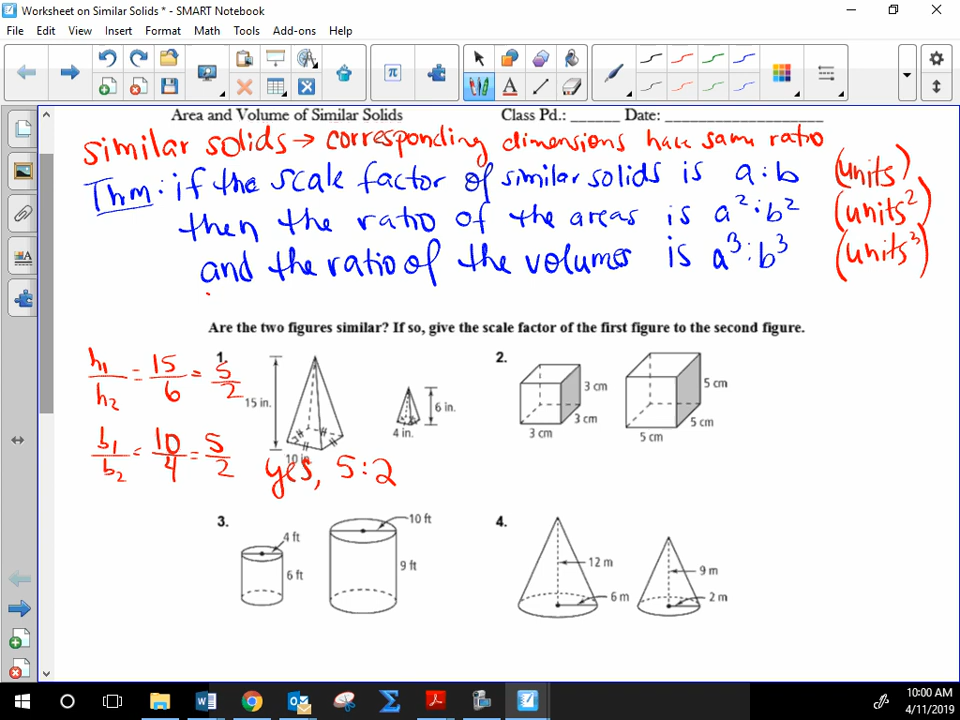 Worksheet on Similar Solids * - SMART Notebook
File Edit View Insert Format Math Tools Add-ons Help
π
A
Area and Volume of Similar Solids Class Pd.: ______ Date: ____________________
similar solids → corresponding dimensions have same ratio
Thm: if the scale factor of similar solids is a:b (units)
then the ratio of the areas is a²:b² (units²)
and the ratio of the volumes is a³:b³ (units³)
Are the two figures similar? If so, give the scale factor of the first figure to the second figure.
1.
h₁/h₂ = 15/6 = 5/2
b₁/b₂ = 10/4 = 5/2
15 in.
6 in.
4 in.
10 in.
yes, 5:2
2.
3 cm
3 cm
3 cm
5 cm
5 cm
5 cm
3.
4 ft
6 ft
10 ft
9 ft
4.
12 m
6 m
9 m
2 m
10:00 AM
4/11/2019